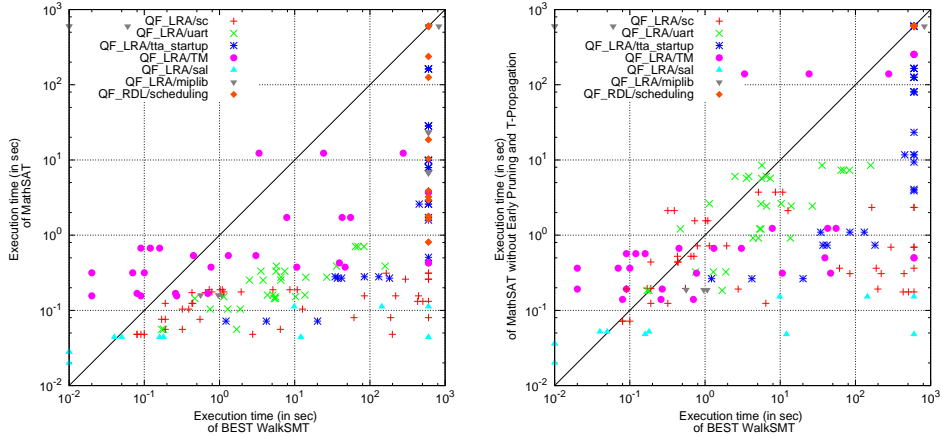 QF_LRA/sc
QF_LRA/uart
QF_LRA/tta_startup
QF_LRA/TM
QF_LRA/sal
QF_LRA/miplib
QF_RDL/scheduling
10^3
10^2
10^1
10^0
10^-1
10^-2
10^-2 10^-1 10^0 10^1 10^2 10^3
Execution time (in sec)
of MathSAT
Execution time (in sec)
of BEST WalkSMT
QF_LRA/sc
QF_LRA/uart
QF_LRA/tta_startup
QF_LRA/TM
QF_LRA/sal
QF_LRA/miplib
QF_RDL/scheduling
10^3
10^2
10^1
10^0
10^-1
10^-2
10^-2 10^-1 10^0 10^1 10^2 10^3
Execution time (in sec)
of MathSAT without Early Pruning and T-Propagation
Execution time (in sec)
of BEST WalkSMT